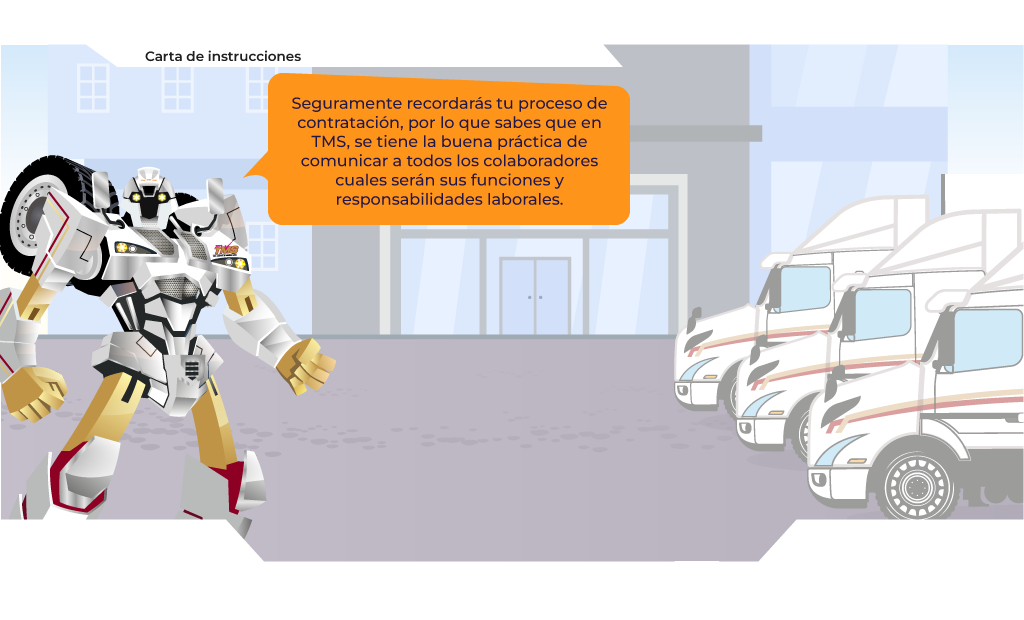 Carta de instrucciones
Seguramente recordarás tu proceso de
contratación, por lo que sabes que en
TMS, se tiene la buena práctica de
comunicar a todos los colaboradores
cuales serán sus funciones y
responsabilidades laborales.
TMS